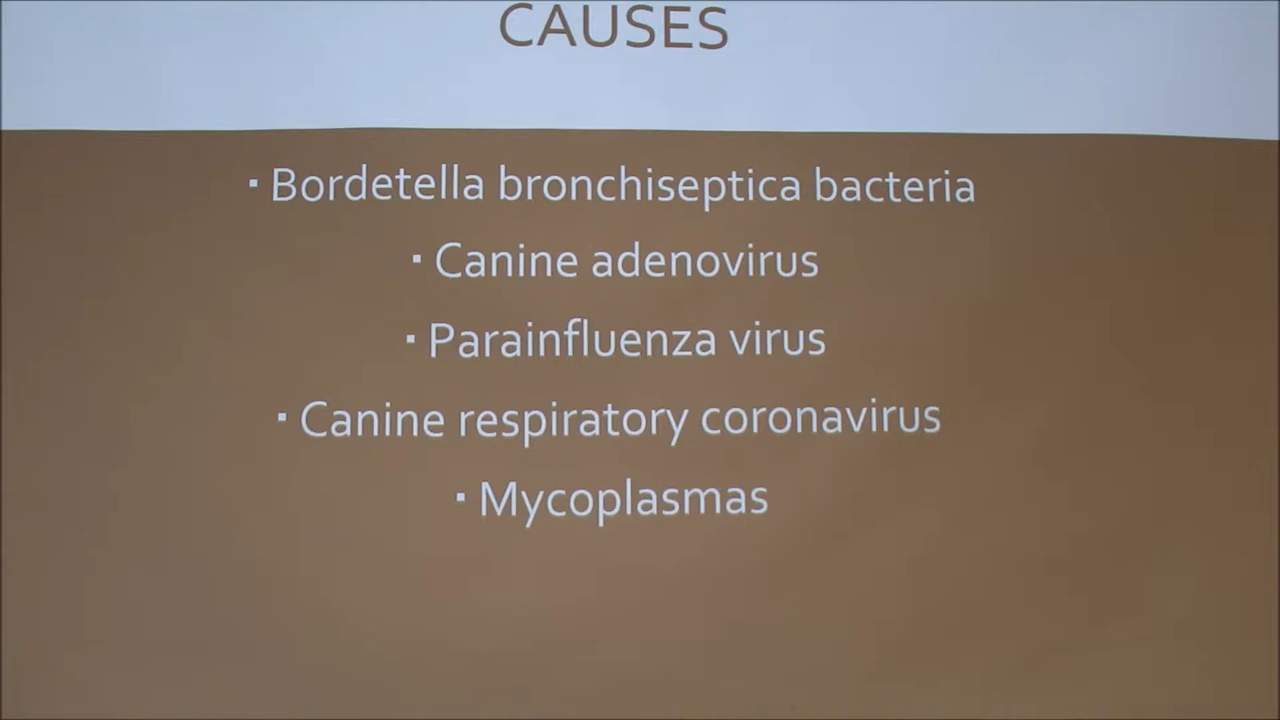 CAUSES
▪ Bordetella bronchiseptica bacteria
▪ Canine adenovirus
▪ Parainfluenza virus
▪ Canine respiratory coronavirus
▪ Mycoplasmas